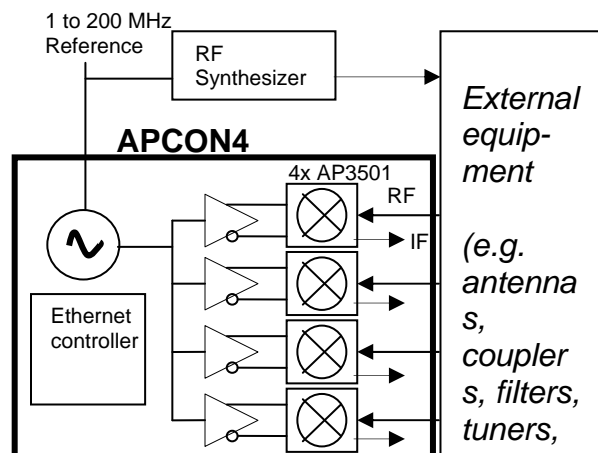 1 to 200 MHz
Reference
RF
Synthesizer
APCON4
4x AP3501
RF
IF
Ethernet
controller
External
equip-
ment
(e.g.
antenna
s,
coupler
s, filters,
tuners,